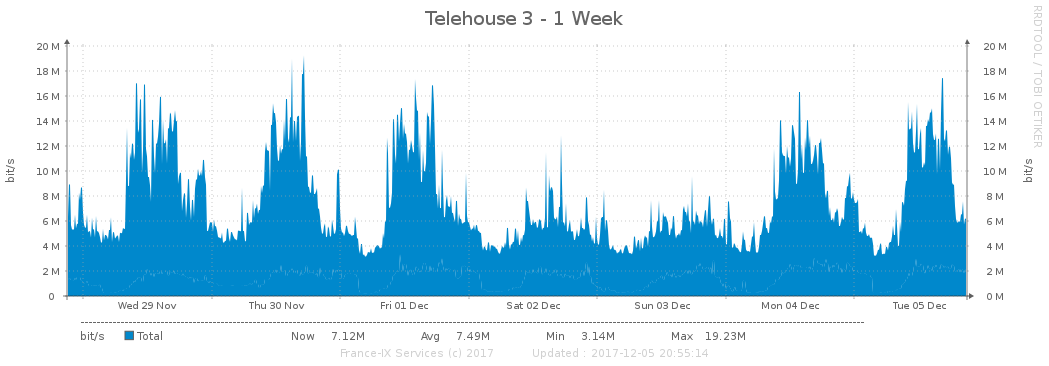 Telehouse 3 - 1 Week
RRDTOOL / TOBI OETIKER
20 M 20 M
18 M 18 M
16 M 16 M
14 M 14 M
12 M 12 M
10 M 10 M
8 M 8 M
6 M 6 M
4 M 4 M
2 M 2 M
0 0 M
bit/s bit/s
Wed 29 Nov Thu 30 Nov Fri 01 Dec Sat 02 Dec Sun 03 Dec Mon 04 Dec Tue 05 Dec
bit/s Total Now 7.12M Avg 7.49M Min 3.14M Max 19.23M
France-IX Services (c) 2017 Updated : 2017-12-05 20:55:14